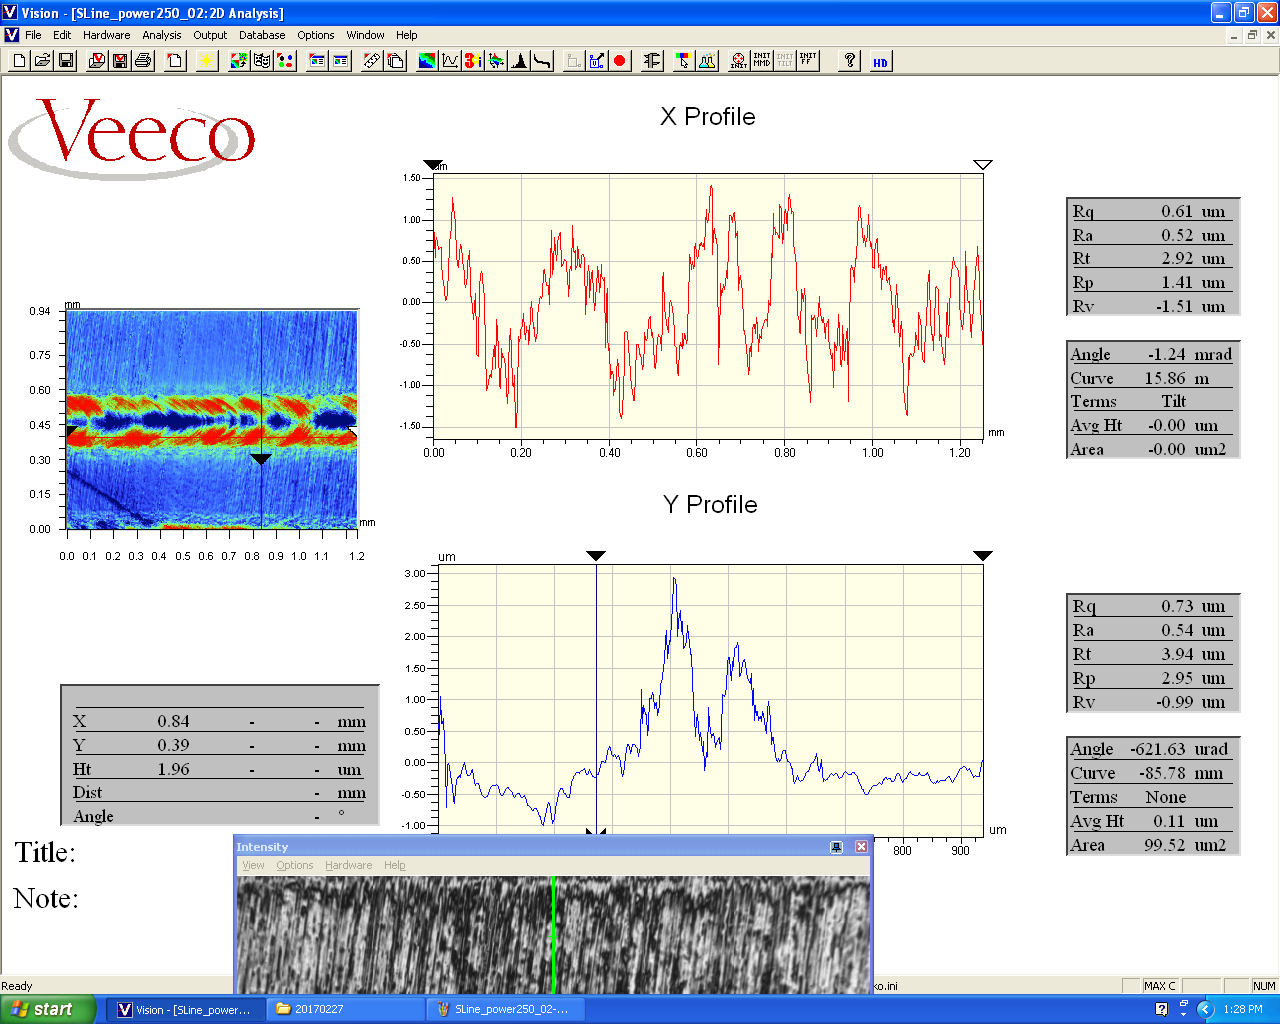 Vision - [SLine_power250_02:2D Analysis]
File Edit Hardware Analysis Output Database Options Window Help
INIT INIT MMD INIT TILT INIT FF ? HD
Veeco
X Profile
um
1.50
1.00
0.50
0.00
-0.50
-1.00
-1.50
0.00 0.20 0.40 0.60 0.80 1.00 1.20
mm
Rq 0.61 um
Ra 0.52 um
Rt 2.92 um
Rp 1.41 um
Rv -1.51 um
Angle -1.24 mrad
Curve 15.86 m
Terms Tilt
Avg Ht -0.00 um
Area -0.00 um2
mm
0.94
0.75
0.60
0.45
0.30
0.15
0.00
mm
0.0 0.1 0.2 0.3 0.4 0.5 0.6 0.7 0.8 0.9 1.0 1.1 1.2
Y Profile
um
3.00
2.50
2.00
1.50
1.00
0.50
0.00
-0.50
-1.00
800 900
um
Rq 0.73 um
Ra 0.54 um
Rt 3.94 um
Rp 2.95 um
Rv -0.99 um
Angle -621.63 urad
Curve -85.78 mm
Terms None
Avg Ht 0.11 um
Area 99.52 um2
X 0.84 - - mm
Y 0.39 - - mm
Ht 1.96 - - um
Dist - mm
Angle - °
Title:
Note:
Intensity
View Options Hardware Help
Ready
ko.ini
MAX C
NUM
start
Vision - [SLine_power...
20170227
SLine_power250_02-...
1:28 PM